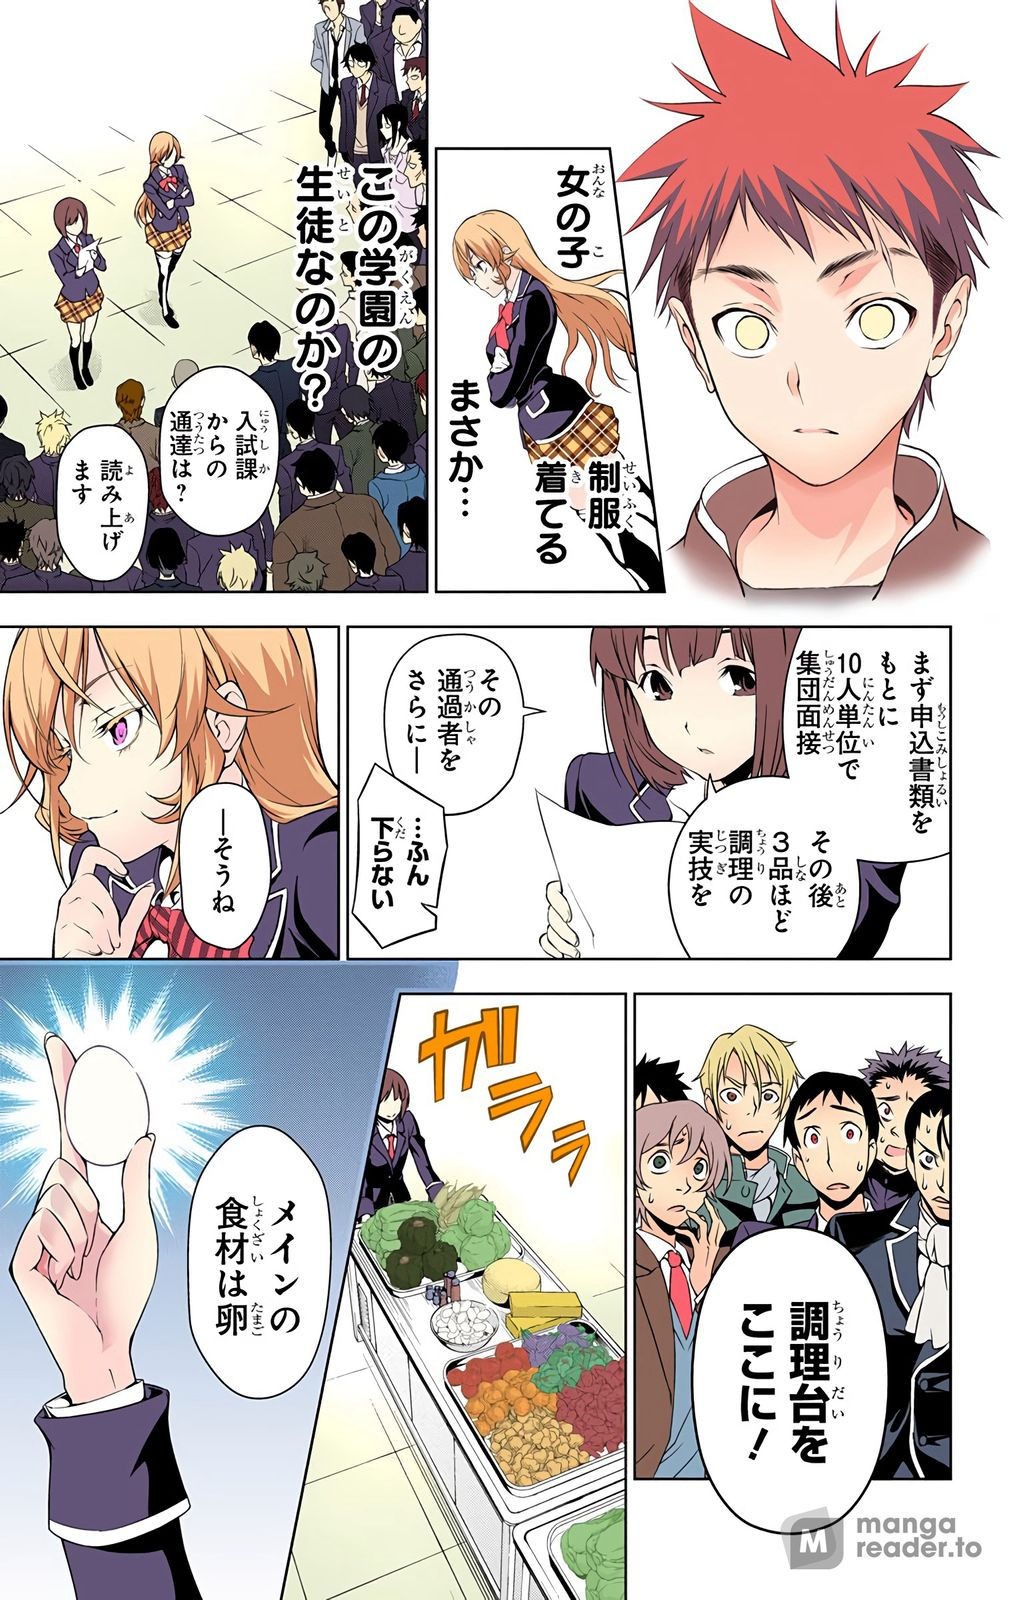 女の子
制服
着てる
まさか…
この学園の
生徒なのか？
入試課
からの
通達は？
読み上げ
ます
まず申込書類を
もとに
10人単位で
集団面接
その後
3品ほど
調理の
実技を
その
通過者を
さらに―
…ふん
下らない
―そうね
調理台を
ここに！
ガラララ
メインの
食材は卵
manga
reader.to